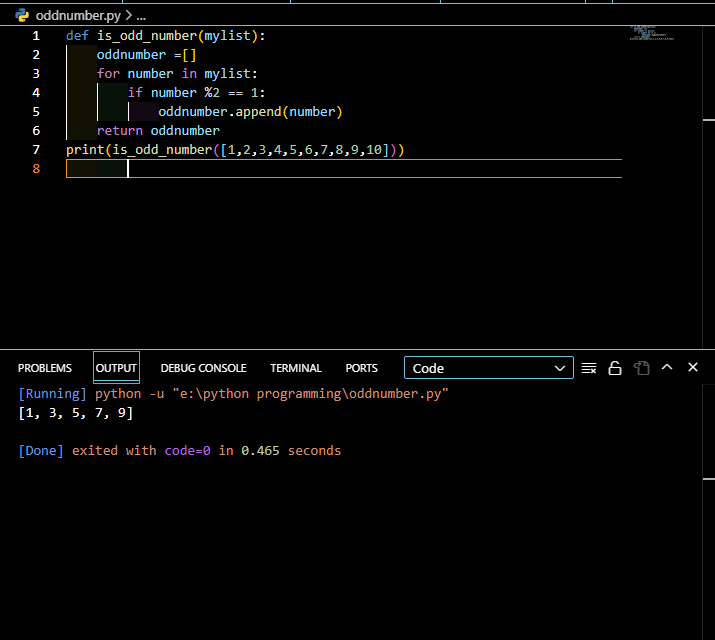 oddnumber.py > ...
1 def is_odd_number(mylist):
2     oddnumber =[]
3     for number in mylist:
4         if number %2 == 1:
5             oddnumber.append(number)
6     return oddnumber
7 print(is_odd_number([1,2,3,4,5,6,7,8,9,10]))
8
PROBLEMS OUTPUT DEBUG CONSOLE TERMINAL PORTS Code
[Running] python -u "e:\python programming\oddnumber.py"
[1, 3, 5, 7, 9]
[Done] exited with code=0 in 0.465 seconds